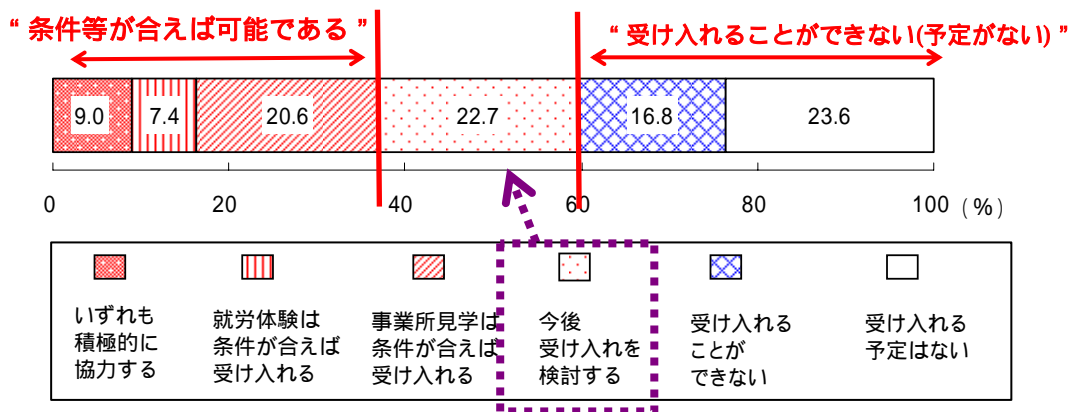 “ 条件等が合えば可能である ”
“ 受け入れることができない(予定がない) ”
9.0 7.4 20.6 22.7 16.8 23.6
0 20 40 60 80 100 (%)
いずれも
積極的に
協力する
就労体験は
条件が合えば
受け入れる
事業所見学は
条件が合えば
受け入れる
今後
受け入れを
検討する
受け入れる
ことが
できない
受け入れる
予定はない